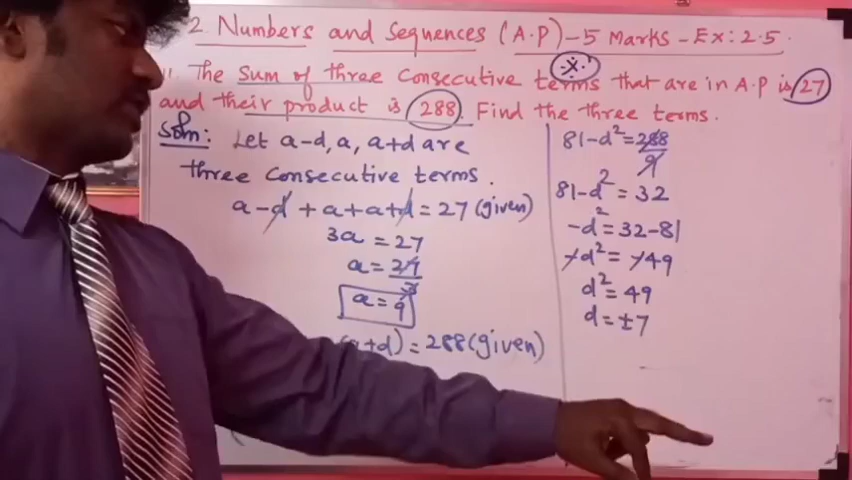 2 Numbers and Sequences (A.P) - 5 Marks - Ex: 2.5
11. The sum of three consecutive terms that are in A.P is 27
and their product is 288. Find the three terms.
Soln: Let a-d, a, a+d are
three consecutive terms.
a-d + a + a+d = 27 (given)
3a = 27
a = 27
3
a = 9
(a+d) = 288 (given)
81-d² = 288
9
81-d² = 32
-d² = 32-81
-d² = -49
d² = 49
d = ±7